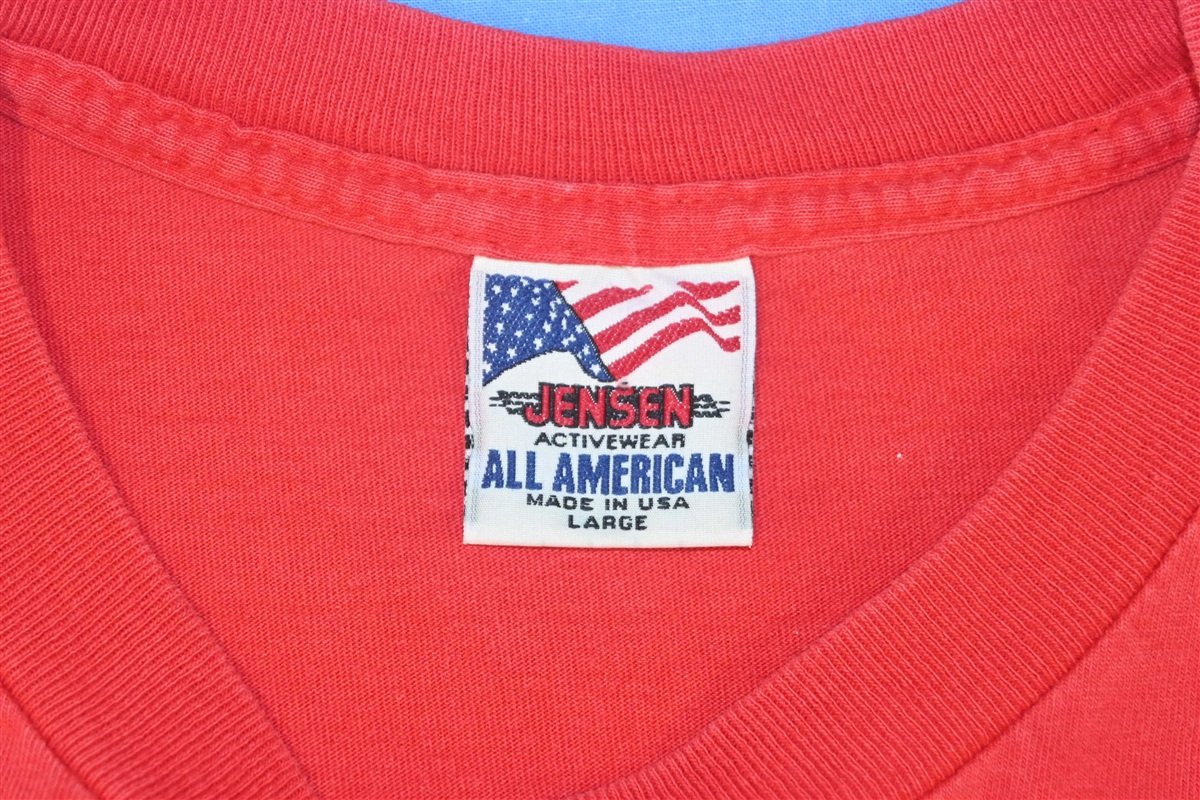 JENSEN
ACTIVEWEAR
ALL AMERICAN
MADE IN USA
LARGE